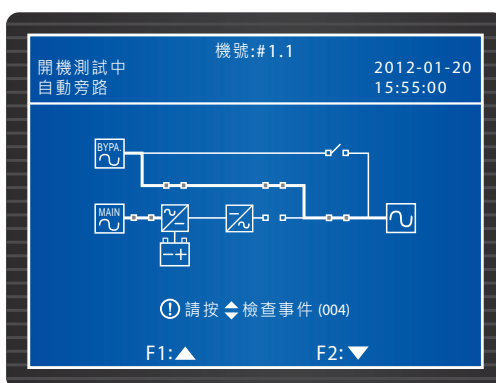 機號:#1.1
開機測試中
2012-01-20
自動旁路
15:55:00
BYPA.
MAIN
請按檢查事件 (004)
F1:
F2: